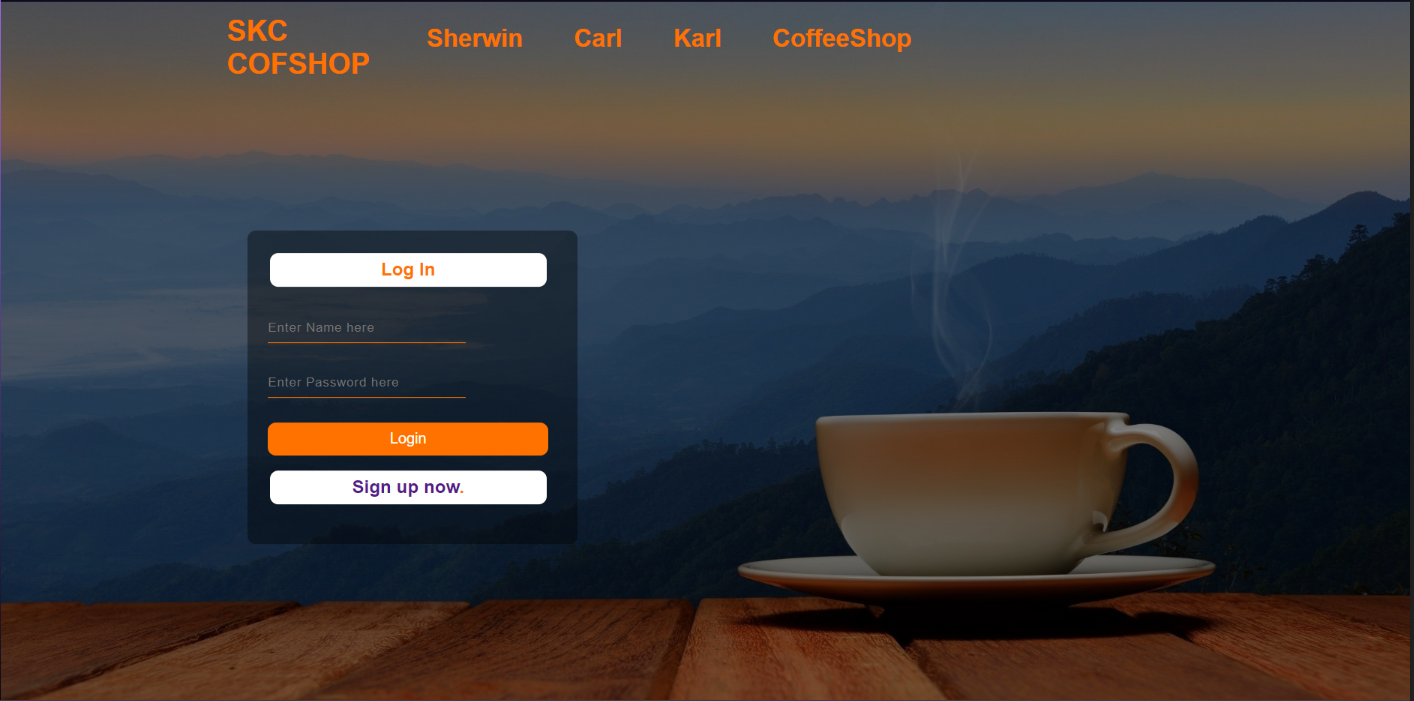 SKC
COFSHOP
Sherwin Carl Karl CoffeeShop
Log In
Enter Name here
Enter Password here
Login
Sign up now.